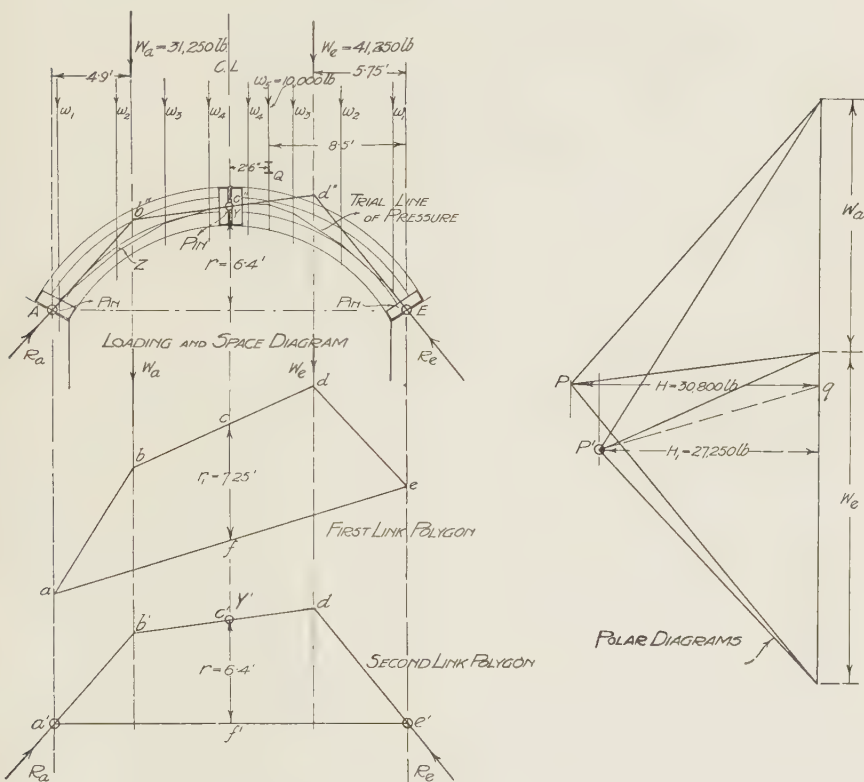 Wa = 31,250 lb.
We = 41,250 lb
C.L
4·9'
5·75'
w5 = 10,000 lb
w1
w2
w3
w4
w4
w3
w2
w1
8·5'
2'6"
Q
b"
c"
Y
d"
TRIAL LINE
OF PRESSURE
PIN
Z
r = 6·4'
A
PIN
PIN
E
Ra
Re
LOADING AND SPACE DIAGRAM
Wa
We
d
c
b
r1 = 7·25'
e
f
a
FIRST LINK POLYGON
b'
c'
Y'
d
r = 6·4'
SECOND LINK POLYGON
a'
f'
e'
Ra
Re
Wa
P
H = 30,800 lb
q
P'
H1 = 27,250 lb
We
POLAR DIAGRAMS